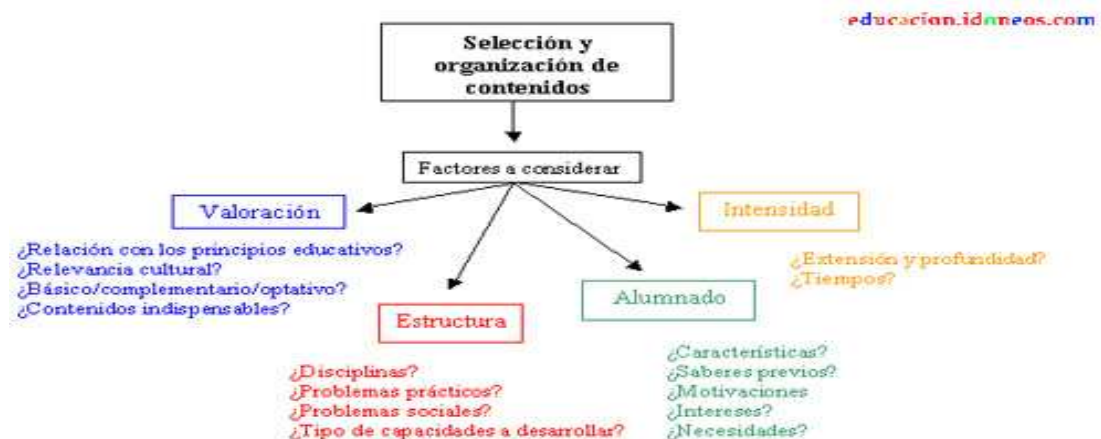 educacion.idoneos.com
Selección y
organización de
contenidos
Factores a considerar
Valoración
¿Relación con los principios educativos?
¿Relevancia cultural?
¿Básico/complementario/optativo?
¿Contenidos indispensables?
Estructura
¿Disciplinas?
¿Problemas prácticos?
¿Problemas sociales?
¿Tipo de capacidades a desarrollar?
Alumnado
¿Características?
¿Saberes previos?
¿Motivaciones
¿Intereses?
¿Necesidades?
Intensidad
¿Extensión y profundidad?
¿Tiempos?